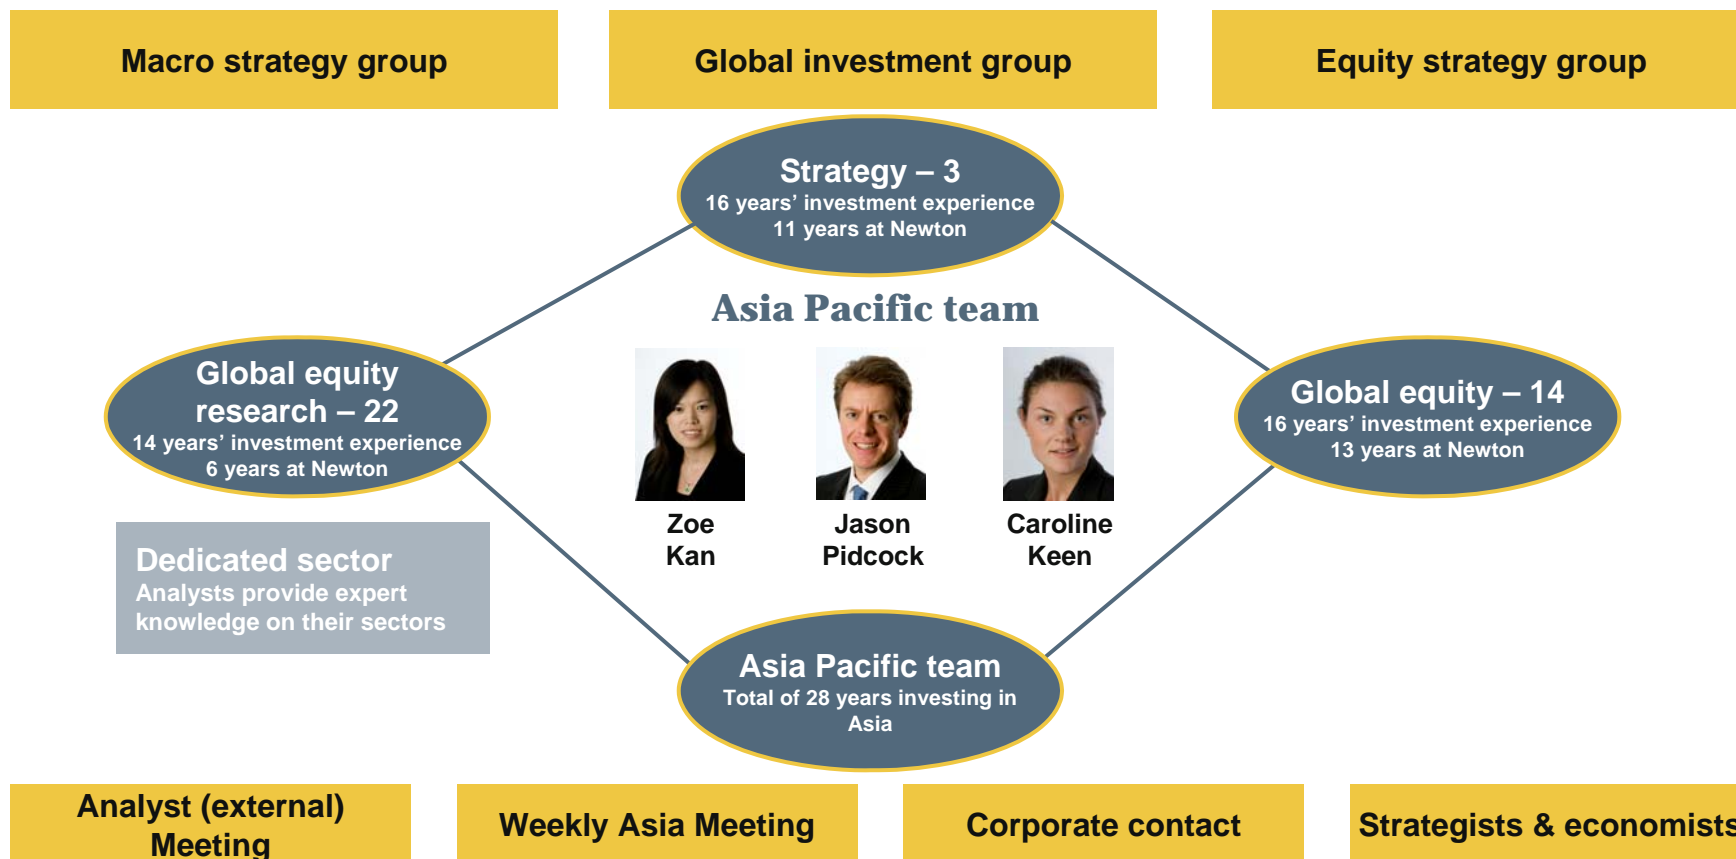 Macro strategy group
Global investment group
Equity strategy group
Strategy – 3
16 years’ investment experience
11 years at Newton
Asia Pacific team
Global equity
research – 22
14 years’ investment experience
6 years at Newton
Global equity – 14
16 years’ investment experience
13 years at Newton
Zoe
Kan
Jason
Pidcock
Caroline
Keen
Dedicated sector
Analysts provide expert
knowledge on their sectors
Asia Pacific team
Total of 28 years investing in
Asia
Analyst (external)
Meeting
Weekly Asia Meeting
Corporate contact
Strategists & economists